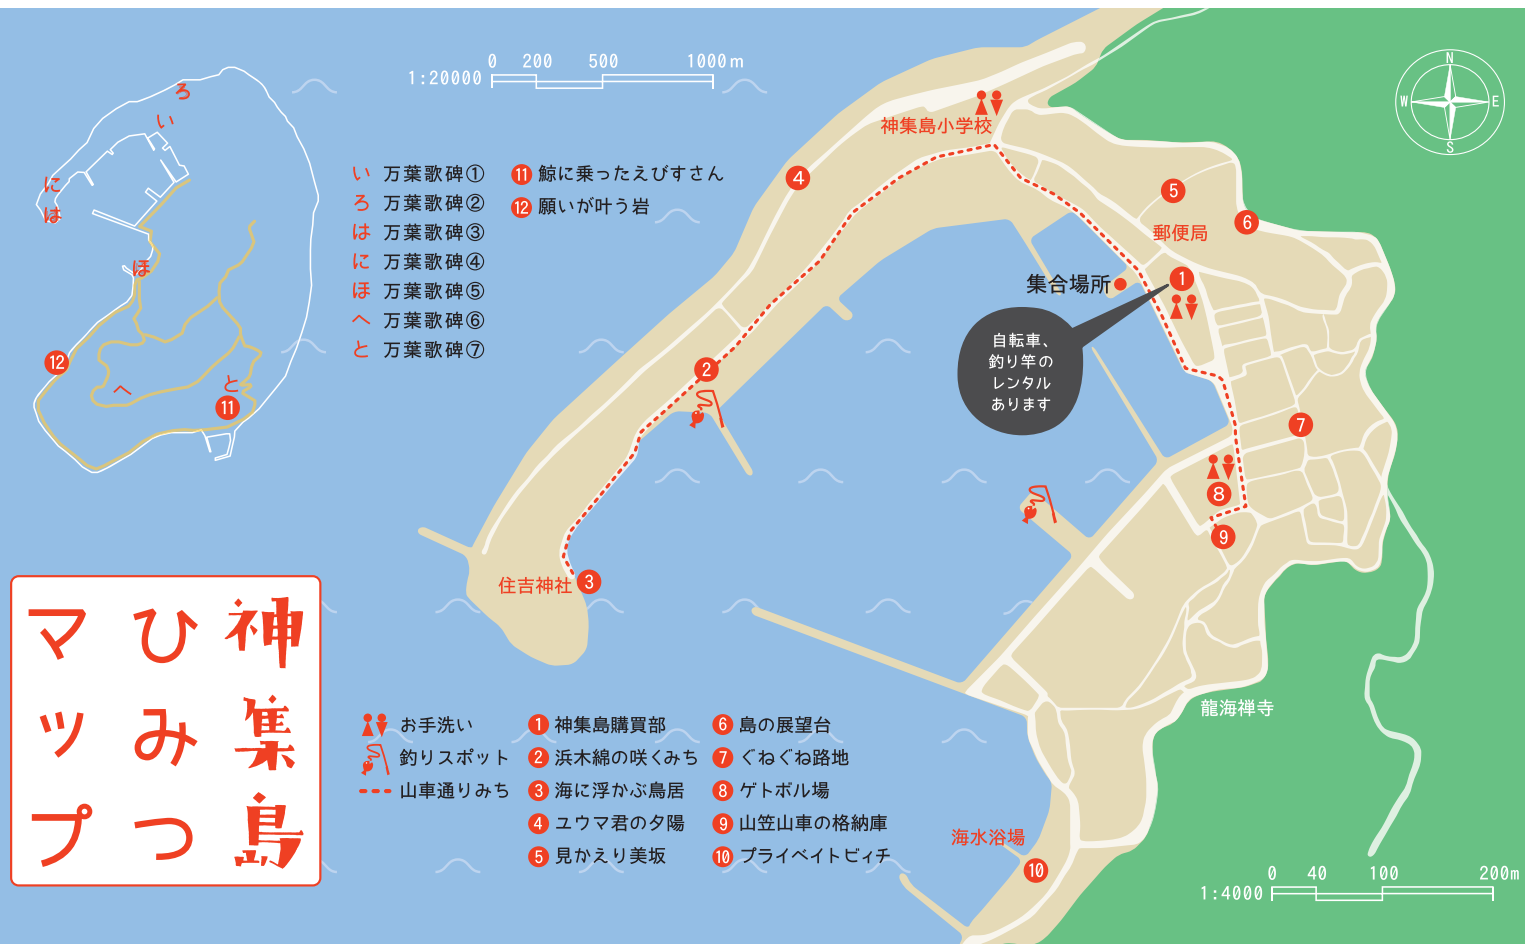 0 200 500 1000m
1:20000
ろ
い
に
は
ほ
へ
と
12
11
い 万葉歌碑①
ろ 万葉歌碑②
は 万葉歌碑③
に 万葉歌碑④
ほ 万葉歌碑⑤
へ 万葉歌碑⑥
と 万葉歌碑⑦
11 鯨に乗ったえびすさん
12 願いが叶う岩
N
W E
S
神集島小学校
4
5
6
郵便局
集合場所
1
自転車、
釣り竿の
レンタル
あります
2
7
8
9
住吉神社 3
龍海禅寺
海水浴場
10
神集島
ひみつ
マップ
お手洗い
釣りスポット
山車通りみち
1 神集島購買部
2 浜木綿の咲くみち
3 海に浮かぶ鳥居
4 ユウマ君の夕陽
5 見かえり美坂
6 島の展望台
7 ぐねぐね路地
8 ゲトボル場
9 山笠山車の格納庫
10 プライベイトビィチ
0 40 100 200m
1:4000